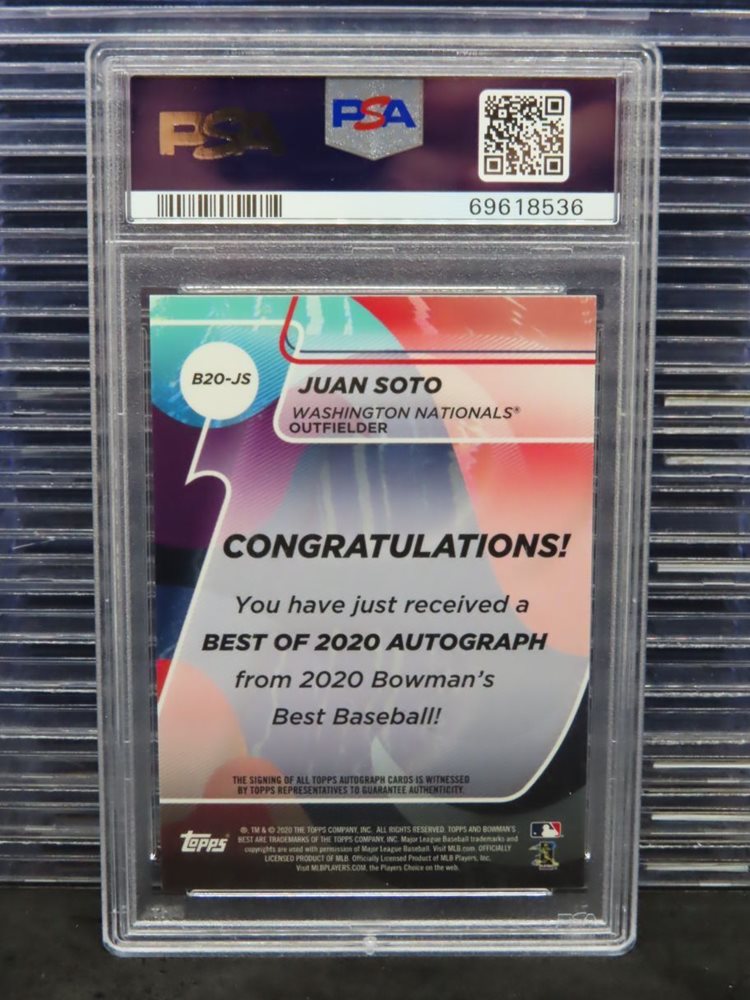 PSA
PSA
69618536
B20-JS
JUAN SOTO
WASHINGTON NATIONALS®
OUTFIELDER
CONGRATULATIONS!
You have just received a
BEST OF 2020 AUTOGRAPH
from 2020 Bowman's
Best Baseball!
THE SIGNING OF ALL TOPPS AUTOGRAPH CARDS IS WITNESSED
BY TOPPS REPRESENTATIVES TO GUARANTEE AUTHENTICITY.
topps
®, TM & © 2020 THE TOPPS COMPANY, INC. ALL RIGHTS RESERVED. TOPPS AND BOWMAN'S
BEST ARE TRADEMARKS OF THE TOPPS COMPANY, INC. Major League Baseball trademarks and
copyrights are used with permission of Major League Baseball. Visit MLB.com. OFFICIALLY
LICENSED PRODUCT OF MLB. Officially Licensed Product of MLB Players, Inc.
Visit MLBPLAYERS.COM, the Players Choice on the web.
PSA